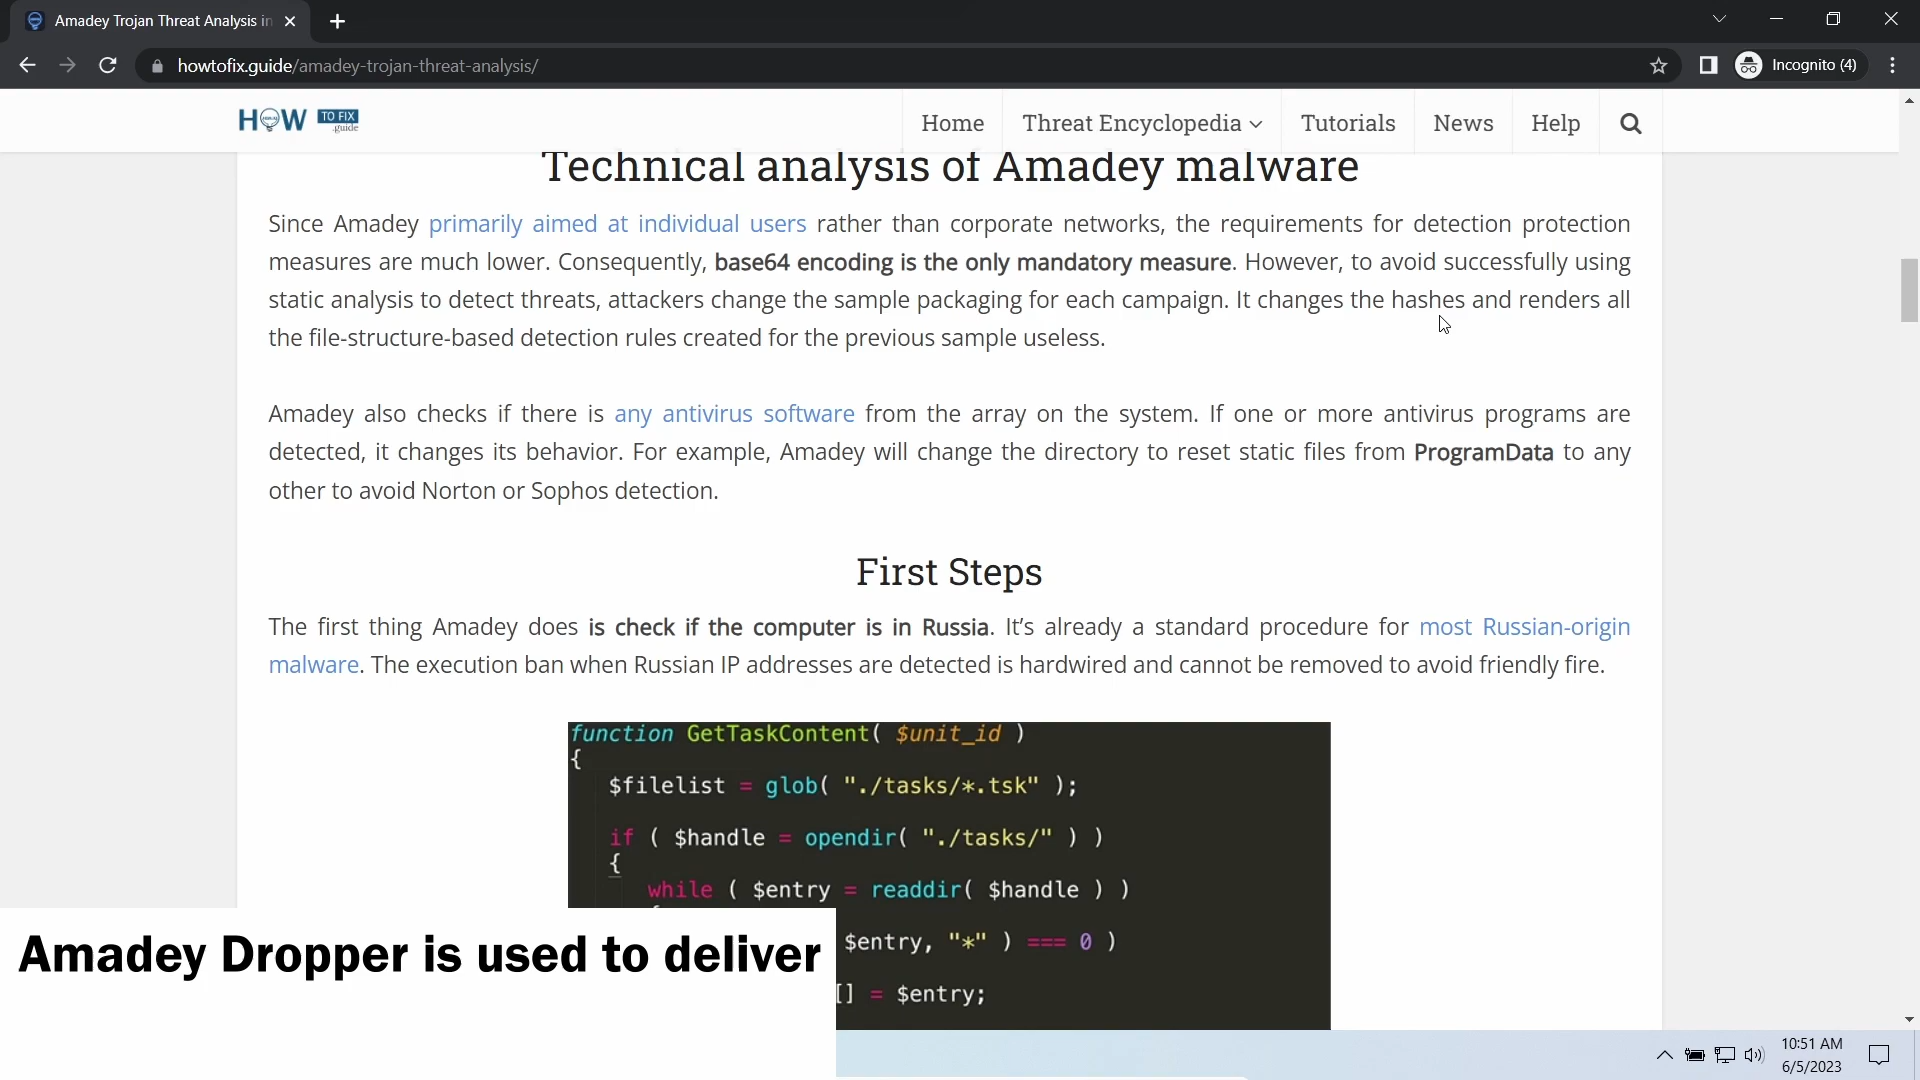 Amadey Trojan Threat Analysis in
howtofix.guide/amadey-trojan-threat-analysis/
Incognito (4)
HOW TO FIX .guide
Home Threat Encyclopedia Tutorials News Help
Technical analysis of Amadey malware
Since Amadey primarily aimed at individual users rather than corporate networks, the requirements for detection protection
measures are much lower. Consequently, base64 encoding is the only mandatory measure. However, to avoid successfully using
static analysis to detect threats, attackers change the sample packaging for each campaign. It changes the hashes and renders all
the file-structure-based detection rules created for the previous sample useless.
Amadey also checks if there is any antivirus software from the array on the system. If one or more antivirus programs are
detected, it changes its behavior. For example, Amadey will change the directory to reset static files from ProgramData to any
other to avoid Norton or Sophos detection.
First Steps
The first thing Amadey does is check if the computer is in Russia. It’s already a standard procedure for most Russian-origin
malware. The execution ban when Russian IP addresses are detected is hardwired and cannot be removed to avoid friendly fire.
function GetTaskContent( $unit_id )
{
$filelist = glob( "./tasks/*.tsk" );
if ( $handle = opendir( "./tasks/" ) )
{
while ( $entry = readdir( $handle ) )
$entry, "*" ) === 0 )
[] = $entry;
Amadey Dropper is used to deliver
10:51 AM
6/5/2023